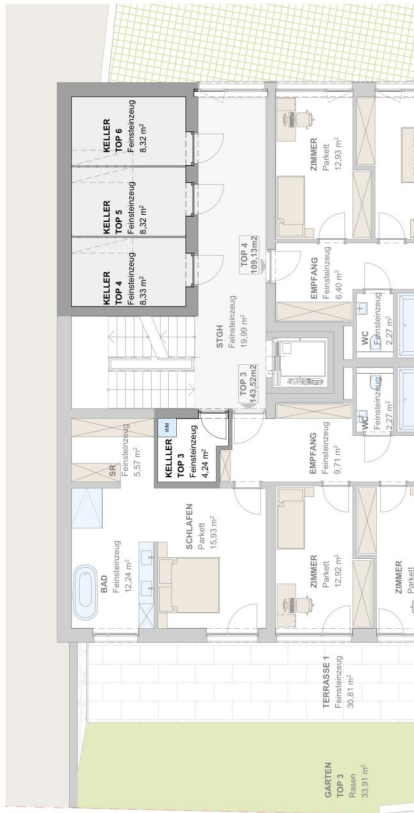 KELLER
TOP 6
Feinsteinzeug
8,32 m²
KELLER
TOP 5
Feinsteinzeug
8,32 m²
KELLER
TOP 4
Feinsteinzeug
8,33 m²
ZIMMER
Parkett
12,93 m²
TOP 4
109,13m2
EMPFANG
Feinsteinzeug
6,40 m²
STGH
Feinsteinzeug
19,99 m²
WC
Feinsteinzeug
2,27 m²
TOP 3
143,52m2
WC
Feinsteinzeug
2,27 m²
SR
Feinsteinzeug
5,57 m²
WM
KELLLER
TOP 3
Feinsteinzeug
4,24 m²
EMPFANG
Feinsteinzeug
9,71 m²
BAD
Feinsteinzeug
12,24 m²
SCHLAFEN
Parkett
15,93 m²
ZIMMER
Parkett
12,92 m²
ZIMMER
Parkett
TERRASSE 1
Feinsteinzeug
30,81 m²
GARTEN
TOP 3
Rasen
33,91 m²